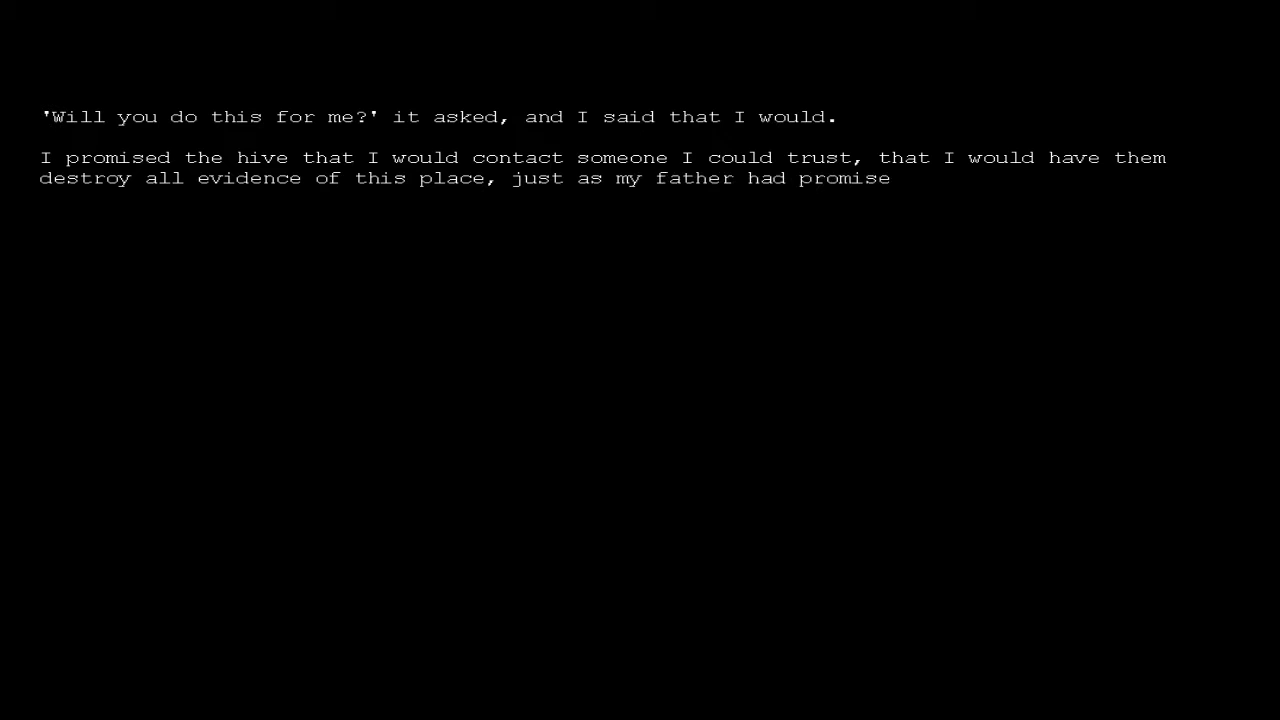 'Will you do this for me?' it asked, and I said that I would.
I promised the hive that I would contact someone I could trust, that I would have them
destroy all evidence of this place, just as my father had promise